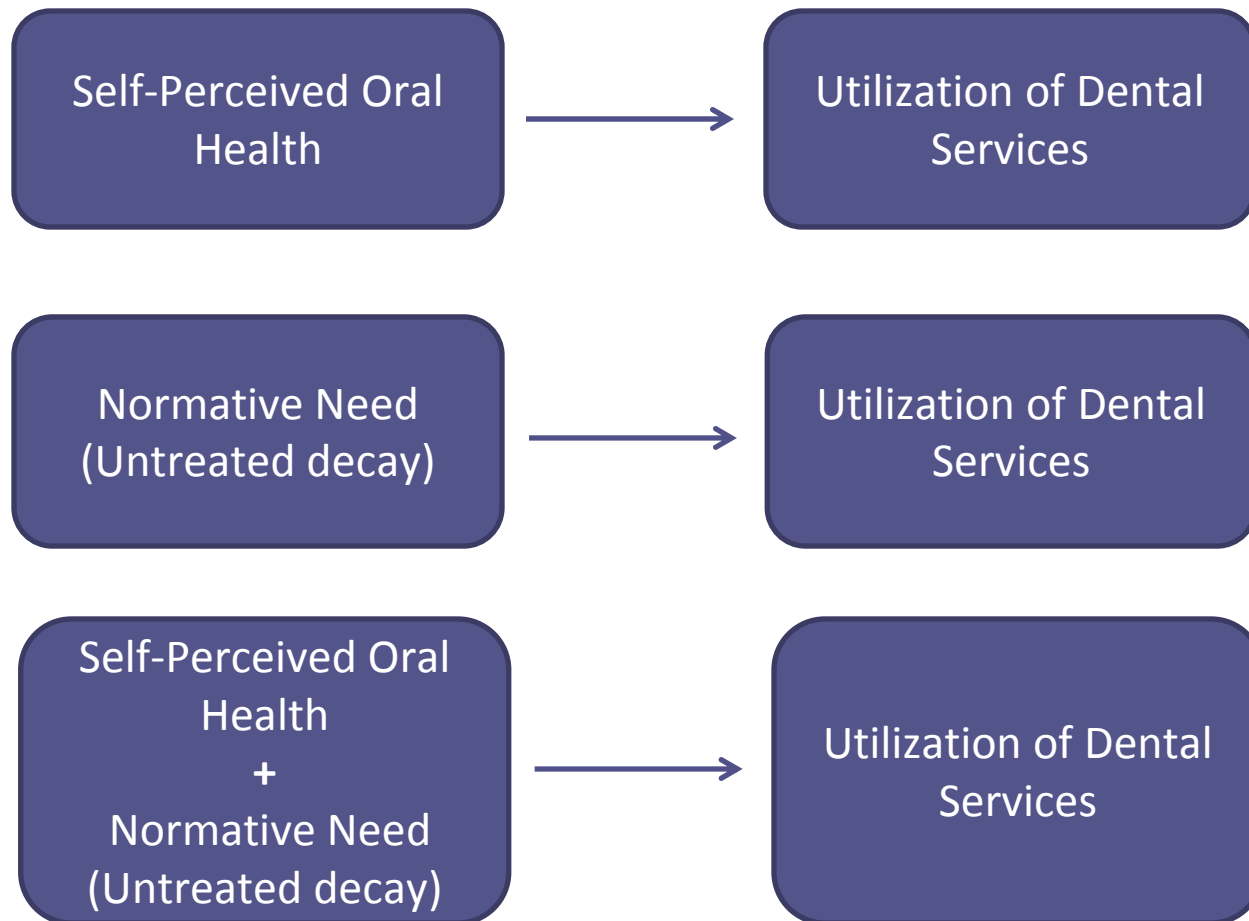 Self-Perceived Oral
Health
Utilization of Dental
Services
Normative Need
(Untreated decay)
Utilization of Dental
Services
Self-Perceived Oral
Health
+
Normative Need
(Untreated decay)
Utilization of Dental
Services